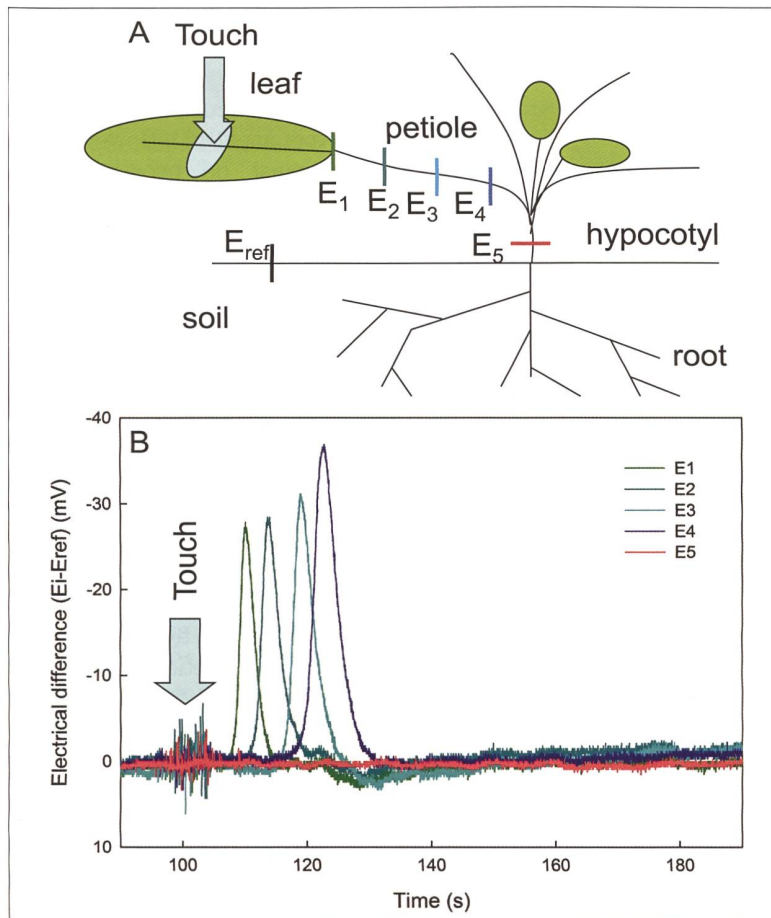 A
Touch
leaf
petiole
E1 E2 E3 E4
E5
hypocotyl
Eref
soil
root
B
-40
-30
-20
-10
0
10
Electrical difference (Ei-Eref) (mV)
Touch
E1
E2
E3
E4
E5
100 120 140 160 180
Time (s)